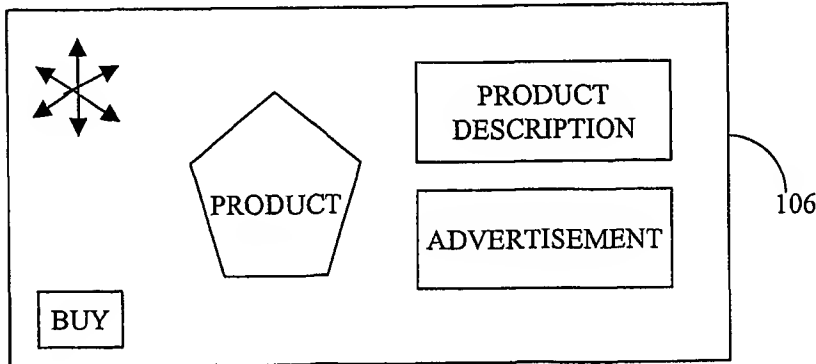 PRODUCT
DESCRIPTION
PRODUCT
ADVERTISEMENT
106
BUY